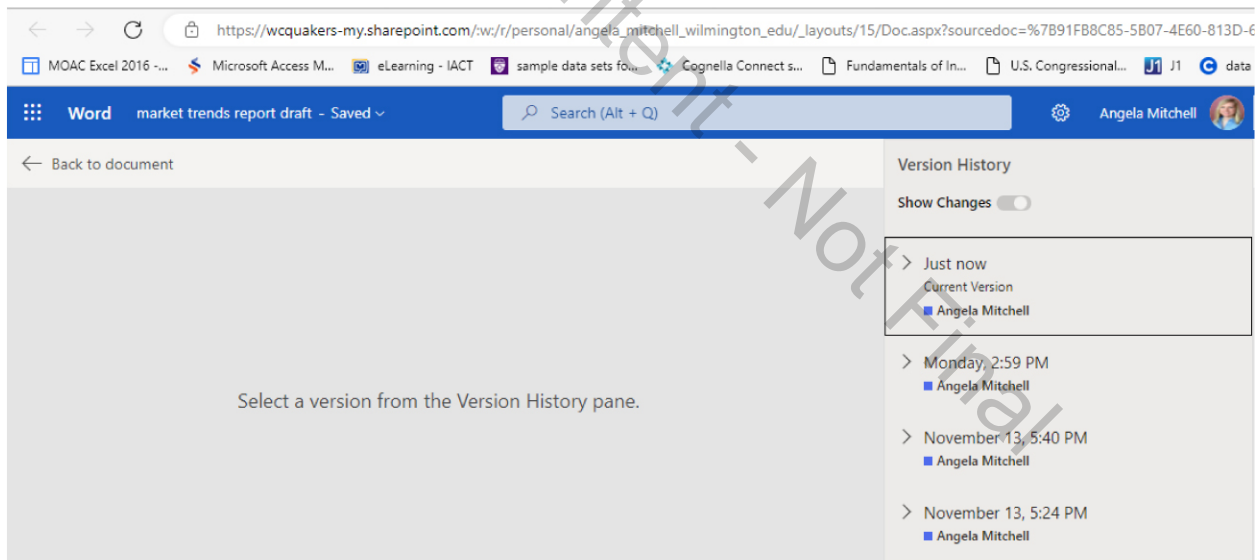 https://wcquakers-my.sharepoint.com/:w:/r/personal/angela_mitchell_wilmington_edu/_layouts/15/Doc.aspx?sourcedoc=%7B91FB8C85-5B07-4E60-813D-6
MOAC Excel 2016 -... Microsoft Access M... eLearning - IACT sample data sets fo... Cognella Connect s... Fundamentals of In... U.S. Congressional... J1 J1 C data
Word market trends report draft - Saved Search (Alt + Q) Angela Mitchell
Back to document
Version History
Show Changes
Just now
Current Version
Angela Mitchell
Monday, 2:59 PM
Angela Mitchell
Select a version from the Version History pane.
November 13, 5:40 PM
Angela Mitchell
November 13, 5:24 PM
Angela Mitchell
- Not Final